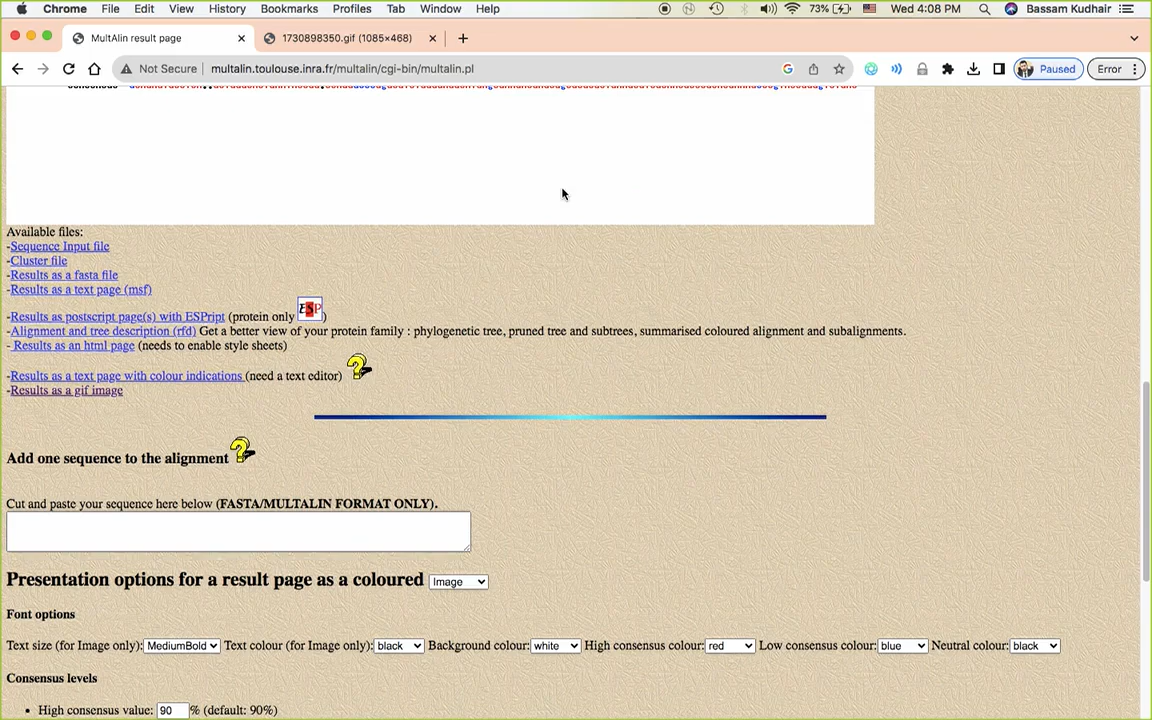 Chrome File Edit View History Bookmarks Profiles Tab Window Help 73% Wed 4:08 PM Bassam Kudhair
MultAlin result page 1730898350.gif (1085×468)
Not Secure multalin.toulouse.inra.fr/multalin/cgi-bin/multalin.pl Paused Error
Available files:
-Sequence Input file
-Cluster file
-Results as a fasta file
-Results as a text page (msf)
-Results as postscript page(s) with ESPript (protein only ESP)
-Alignment and tree description (rfd) Get a better view of your protein family : phylogenetic tree, pruned tree and subtrees, summarised coloured alignment and subalignments.
- Results as an html page (needs to enable style sheets)
-Results as a text page with colour indications (need a text editor)
-Results as a gif image
Add one sequence to the alignment
Cut and paste your sequence here below (FASTA/MULTALIN FORMAT ONLY).
Presentation options for a result page as a coloured Image
Font options
Text size (for Image only): MediumBold Text colour (for Image only): black Background colour: white High consensus colour: red Low consensus colour: blue Neutral colour: black
Consensus levels
• High consensus value: 90 % (default: 90%)